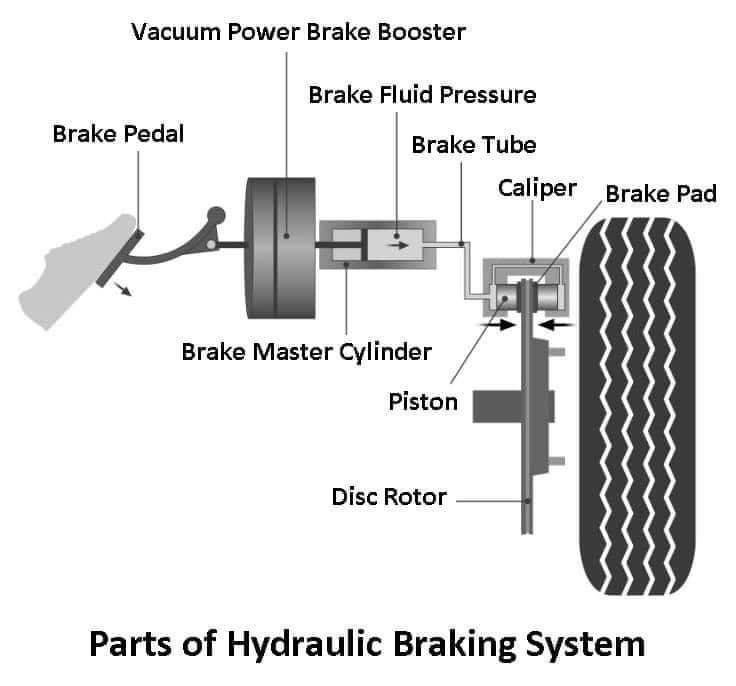 Vacuum Power Brake Booster
Brake Fluid Pressure
Brake Pedal
Brake Tube
Caliper
Brake Pad
Brake Master Cylinder
Piston
Disc Rotor
Parts of Hydraulic Braking System